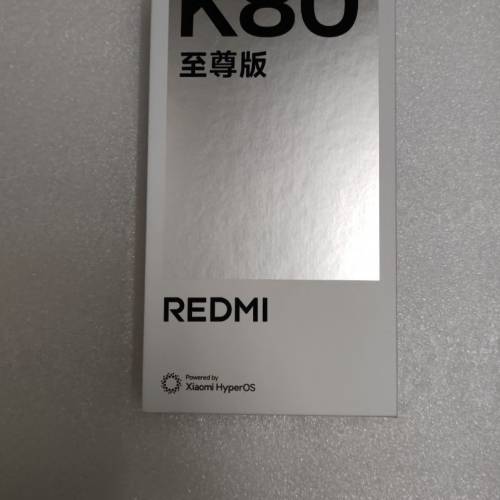 K80
至尊版
REDMI
Powered by
Xiaomi HyperOS